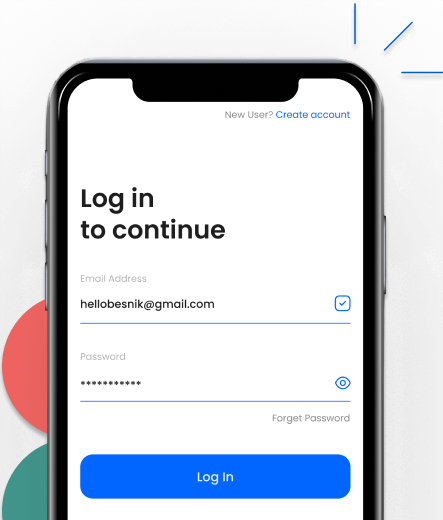 New User? Create account
Log in
to continue
Email Address
hellobesnik@gmail.com
Password
***********
Forget Password
Log In